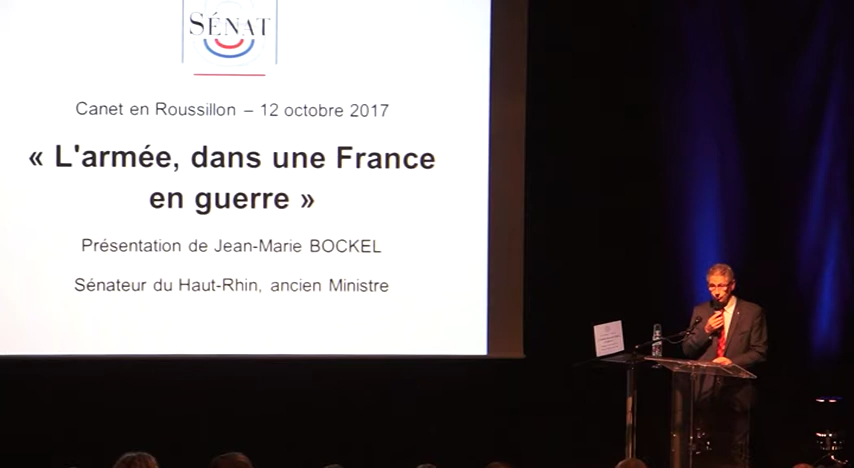 SÉNAT
Canet en Roussillon – 12 octobre 2017
« L'armée, dans une France
en guerre »
Présentation de Jean-Marie BOCKEL
Sénateur du Haut-Rhin, ancien Ministre